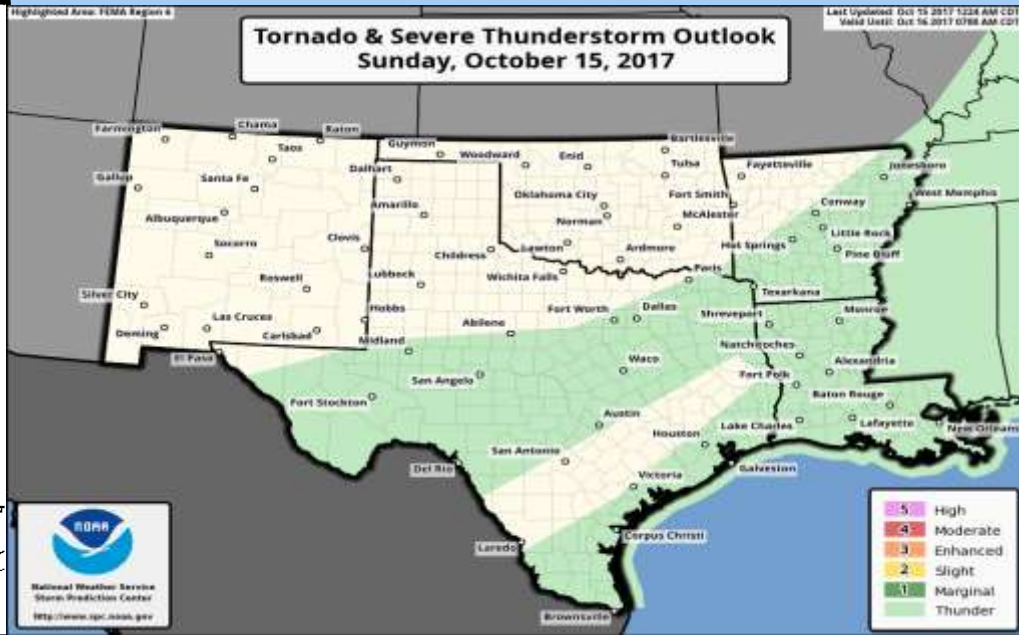 Highlighted Area: FEMA Region 6
Last Updated: Oct 15 2017 1224 AM CDT
Valid Until: Oct 16 2017 0700 AM CDT
Tornado & Severe Thunderstorm Outlook
Sunday, October 15, 2017
Farmington
Chama
Raton
Taos
Guymon
Woodward
Enid
Bartlesville
Tulsa
Fayetteville
Jonesboro
Gallup
Santa Fe
Dalhart
Oklahoma City
Fort Smith
West Memphis
Albuquerque
Amarillo
Norman
McAlester
Conway
Socorro
Clovis
Childress
Lawton
Ardmore
Hot Springs
Little Rock
Pine Bluff
Roswell
Lubbock
Wichita Falls
Paris
Texarkana
Silver City
Las Cruces
Hobbs
Fort Worth
Dallas
Shreveport
Monroe
Deming
Carlsbad
Midland
Abilene
Natchitoches
El Paso
San Angelo
Waco
Fort Polk
Alexandria
Fort Stockton
Austin
Baton Rouge
Houston
Lake Charles
Lafayette
New Orleans
Del Rio
San Antonio
Victoria
Galveston
Laredo
Corpus Christi
Brownsville
NOAA
National Weather Service
Storm Prediction Center
http://www.spc.noaa.gov
5 High
4 Moderate
3 Enhanced
2 Slight
1 Marginal
Thunder